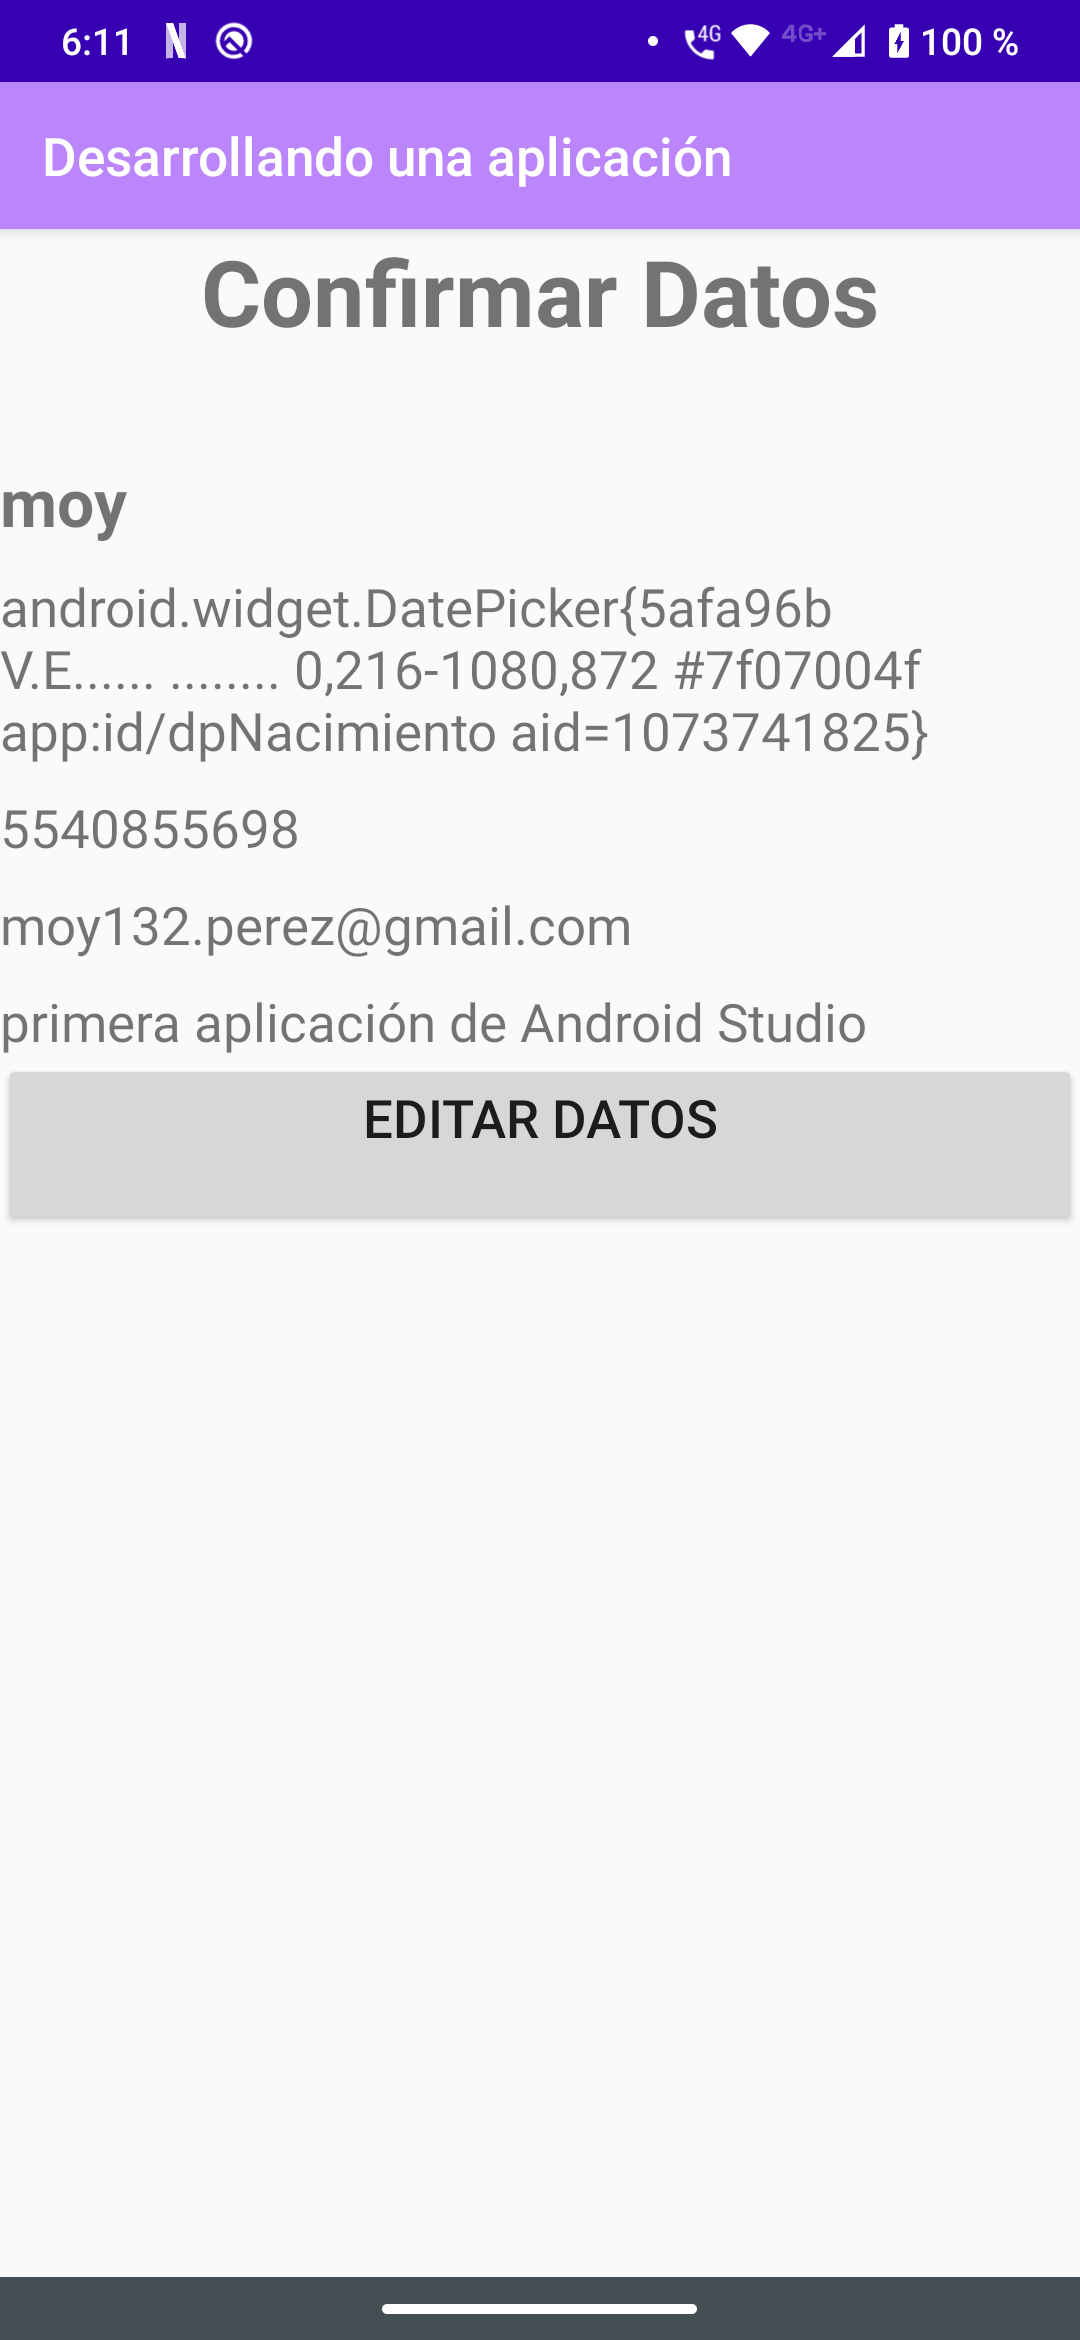 6:11 4G 4G+ 100 %
Desarrollando una aplicación
Confirmar Datos
moy
android.widget.DatePicker{5afa96b
V.E...... ........ 0,216-1080,872 #7f07004f
app:id/dpNacimiento aid=1073741825}
5540855698
moy132.perez@gmail.com
primera aplicación de Android Studio
EDITAR DATOS